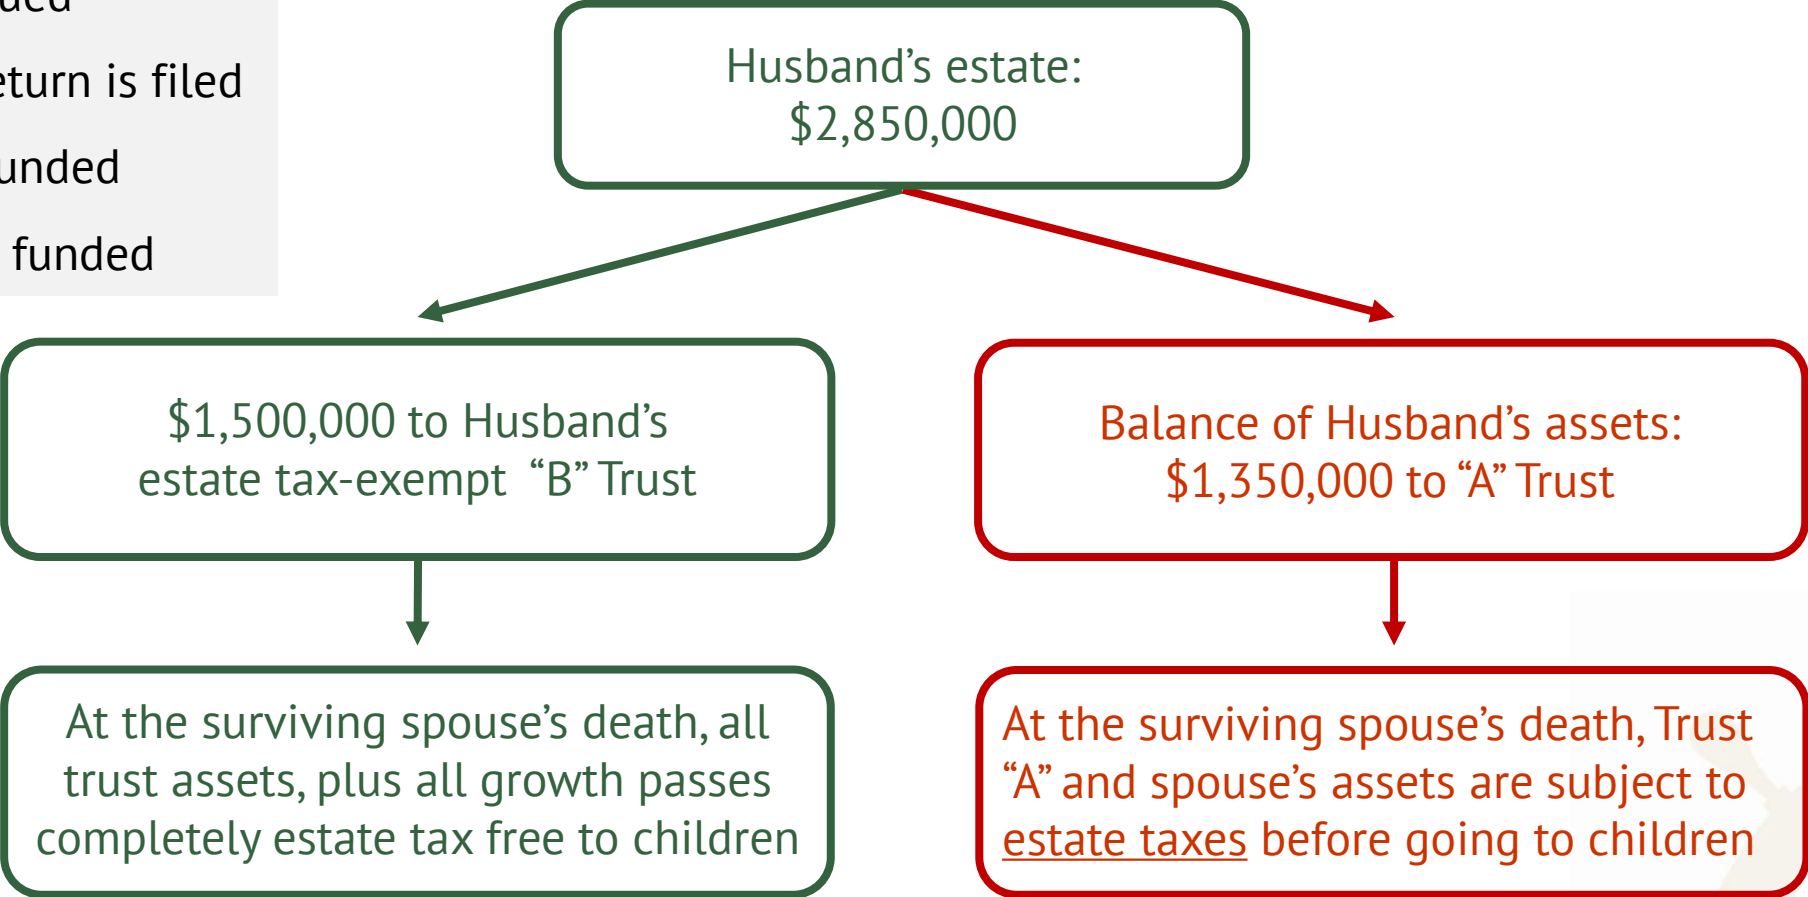 eturn is filed
unded
funded
Husband’s estate:
$2,850,000
$1,500,000 to Husband’s
estate tax-exempt “B” Trust
Balance of Husband’s assets:
$1,350,000 to “A” Trust
At the surviving spouse’s death, all
trust assets, plus all growth passes
completely estate tax free to children
At the surviving spouse’s death, Trust
“A” and spouse’s assets are subject to
estate taxes before going to children